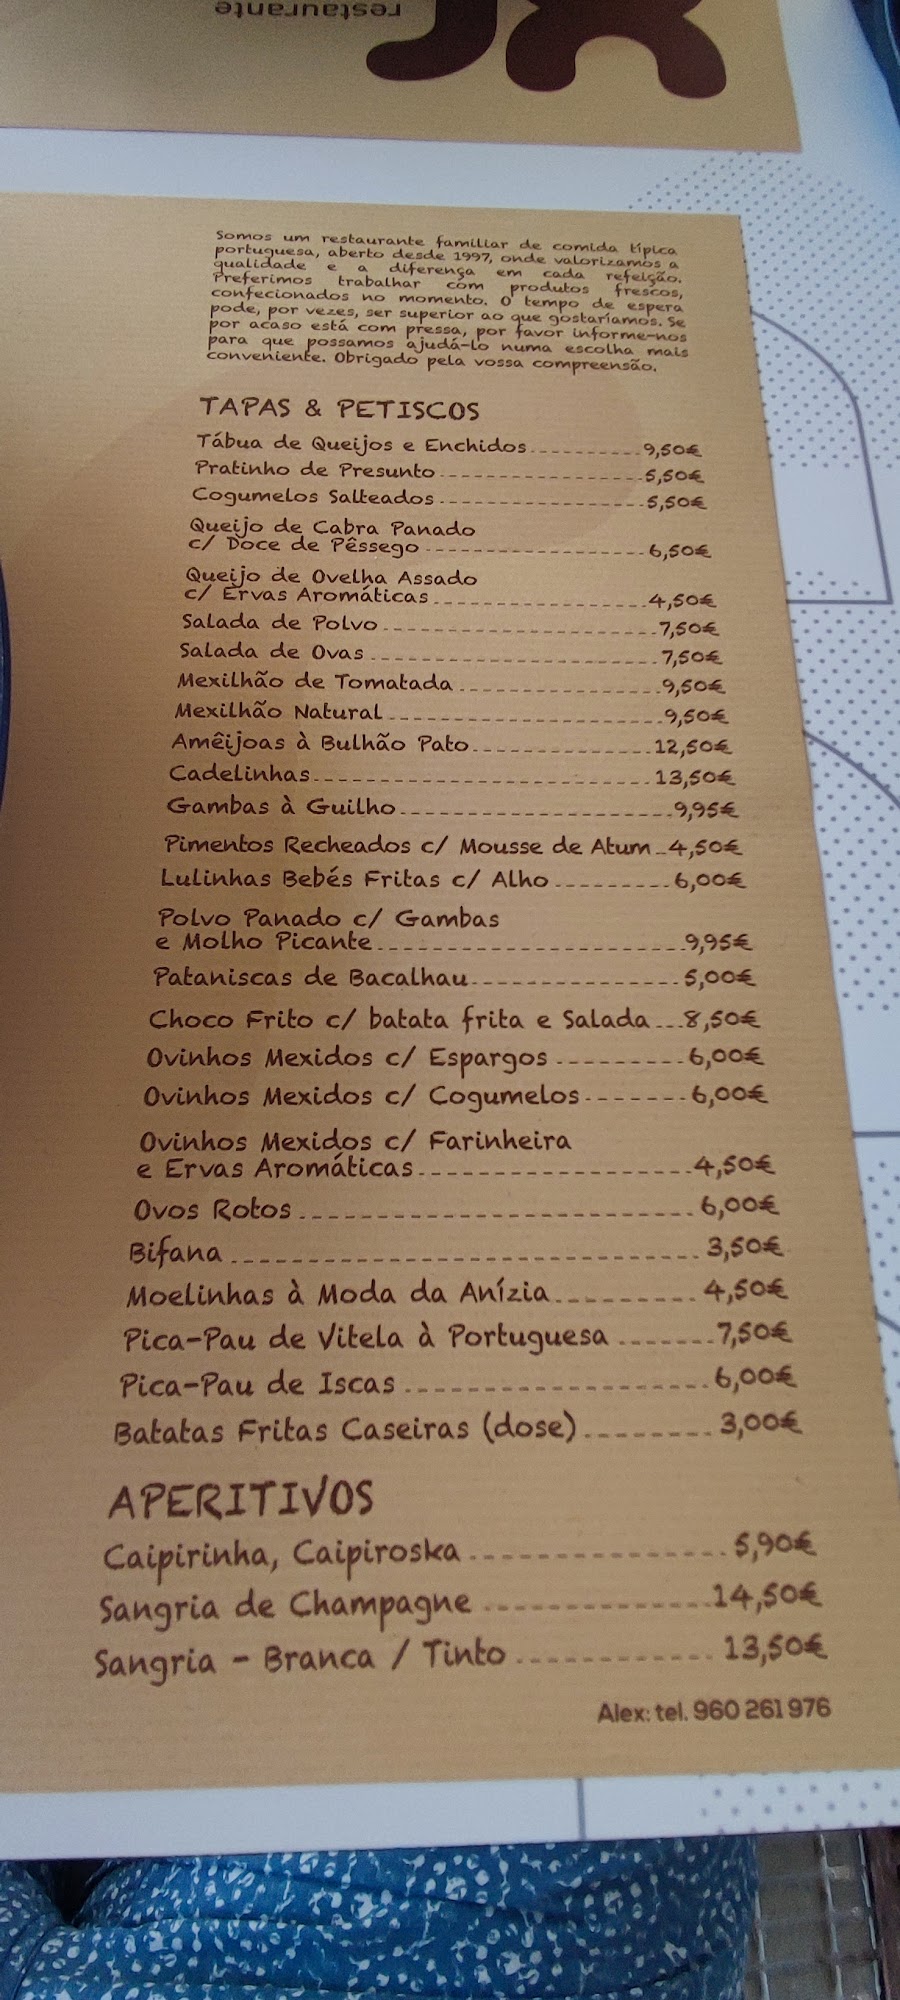 restaurante
Somos um restaurante familiar de comida típica
portuguesa, aberto desde 1997, onde valorizamos a
qualidade e a diferença em cada refeição.
Preferimos trabalhar com produtos frescos,
confecionados no momento. O tempo de espera
pode, por vezes, ser superior ao que gostaríamos. Se
por acaso está com pressa, por favor informe-nos
para que possamos ajudá-lo numa escolha mais
conveniente. Obrigado pela vossa compreensão.
TAPAS & PETISCOS
Tábua de Queijos e Enchidos 9,50€
Pratinho de Presunto 5,50€
Cogumelos Salteados 5,50€
Queijo de Cabra Panado
c/ Doce de Pêssego 6,50€
Queijo de Ovelha Assado
c/ Ervas Aromáticas 4,50€
Salada de Polvo 7,50€
Salada de Ovas 7,50€
Mexilhão de Tomatada 9,50€
Mexilhão Natural 9,50€
Amêijoas à Bulhão Pato 12,50€
Cadelinhas 13,50€
Gambas à Guilho 9,95€
Pimentos Recheados c/ Mousse de Atum 4,50€
Lulinhas Bebés Fritas c/ Alho 6,00€
Polvo Panado c/ Gambas
e Molho Picante 9,95€
Pataniscas de Bacalhau 5,00€
Choco Frito c/ batata frita e Salada 8,50€
Ovinhos Mexidos c/ Espargos 6,00€
Ovinhos Mexidos c/ Cogumelos 6,00€
Ovinhos Mexidos c/ Farinheira
e Ervas Aromáticas 4,50€
Ovos Rotos 6,00€
Bifana 3,50€
Moelinhas à Moda da Anízia 4,50€
Pica-Pau de Vitela à Portuguesa 7,50€
Pica-Pau de Iscas 6,00€
Batatas Fritas Caseiras (dose) 3,00€
APERITIVOS
Caipirinha, Caipiroska 5,90€
Sangria de Champagne 14,50€
Sangria - Branca / Tinto 13,50€
Alex: tel. 960 261 976